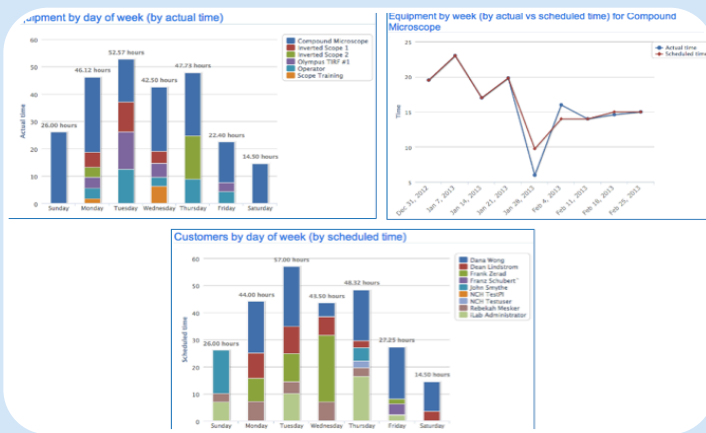 quipment by day of week (by actual time)
60
50
40
30
20
10
0
Actual time
26.00 hours
46.12 hours
52.57 hours
42.50 hours
47.73 hours
22.40 hours
14.50 hours
Sunday
Monday
Tuesday
Wednesday
Thursday
Friday
Saturday
Compound Microscope
Inverted Scope 1
Inverted Scope 2
Olympus TIRF #1
Operator
Scope Training
Equipment by week (by actual vs scheduled time) for Compound
Microscope
25
20
15
10
5
Time
Actual time
Scheduled time
Dec 31, 2012
Jan 7, 2013
Jan 14, 2013
Jan 21, 2013
Jan 28, 2013
Feb 4, 2013
Feb 11, 2013
Feb 18, 2013
Feb 25, 2013
Customers by day of week (by scheduled time)
60
50
40
30
20
10
0
Scheduled time
26.00 hours
44.00 hours
57.00 hours
43.50 hours
48.32 hours
27.25 hours
14.50 hours
Sunday
Monday
Tuesday
Wednesday
Thursday
Friday
Saturday
Dana Wong
Dean Lindstrom
Frank Zerad
Franz Schubert
John Smythe
NCH TestPI
NCH Testuser
Rebekah Mesker
iLab Administrator